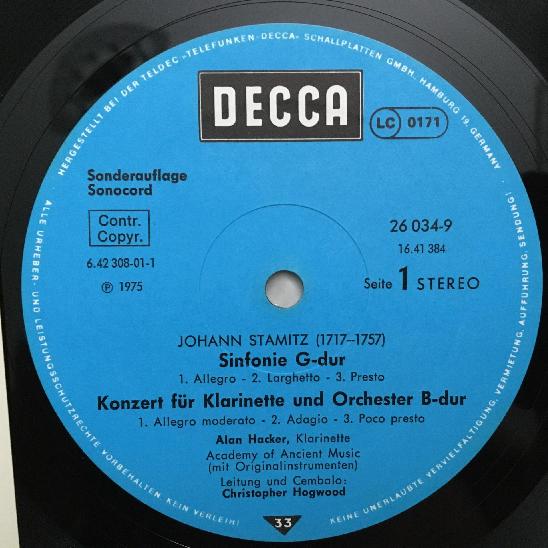 HERGESTELLT BEI DER TELDEC »TELEFUNKEN-DECCA« SCHALLPLATTEN GMBH, HAMBURG 19, GERMANY
DECCA
LC 0171
Sonderauflage
Sonocord
Contr.
Copyr.
26 034-9
16.41 384
6.42 308-01-1
℗ 1975
Seite 1 STEREO
JOHANN STAMITZ (1717–1757)
Sinfonie G-dur
1. Allegro - 2. Larghetto - 3. Presto
Konzert für Klarinette und Orchester B-dur
1. Allegro moderato - 2. Adagio - 3. Poco presto
Alan Hacker, Klarinette
Academy of Ancient Music
(mit Originalinstrumenten)
Leitung und Cembalo:
Christopher Hogwood
33
ALLE URHEBER- UND LEISTUNGSSCHUTZRECHTE VORBEHALTEN. KEIN VERLEIH!
KEINE UNERLAUBTE VERVIELFÄLTIGUNG, VERMIETUNG, AUFFÜHRUNG, SENDUNG!